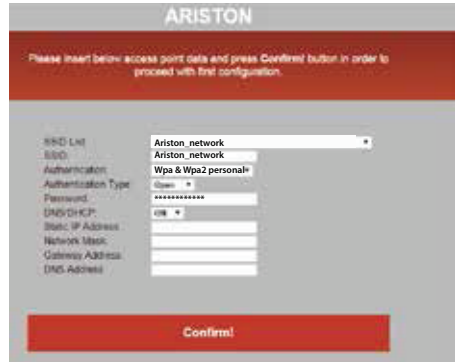 ARISTON
Please insert below access point data and press Confirm! button in order to
proceed with first configuration.
SSID List Ariston_network
SSID: Ariston_network
Authentication: Wpa & Wpa2 personal
Authentication Type: Open
Password: ************
DNS/DHCP:
Static IP Address:
Network Mask:
Gateway Address:
DNS Address:
Confirm!